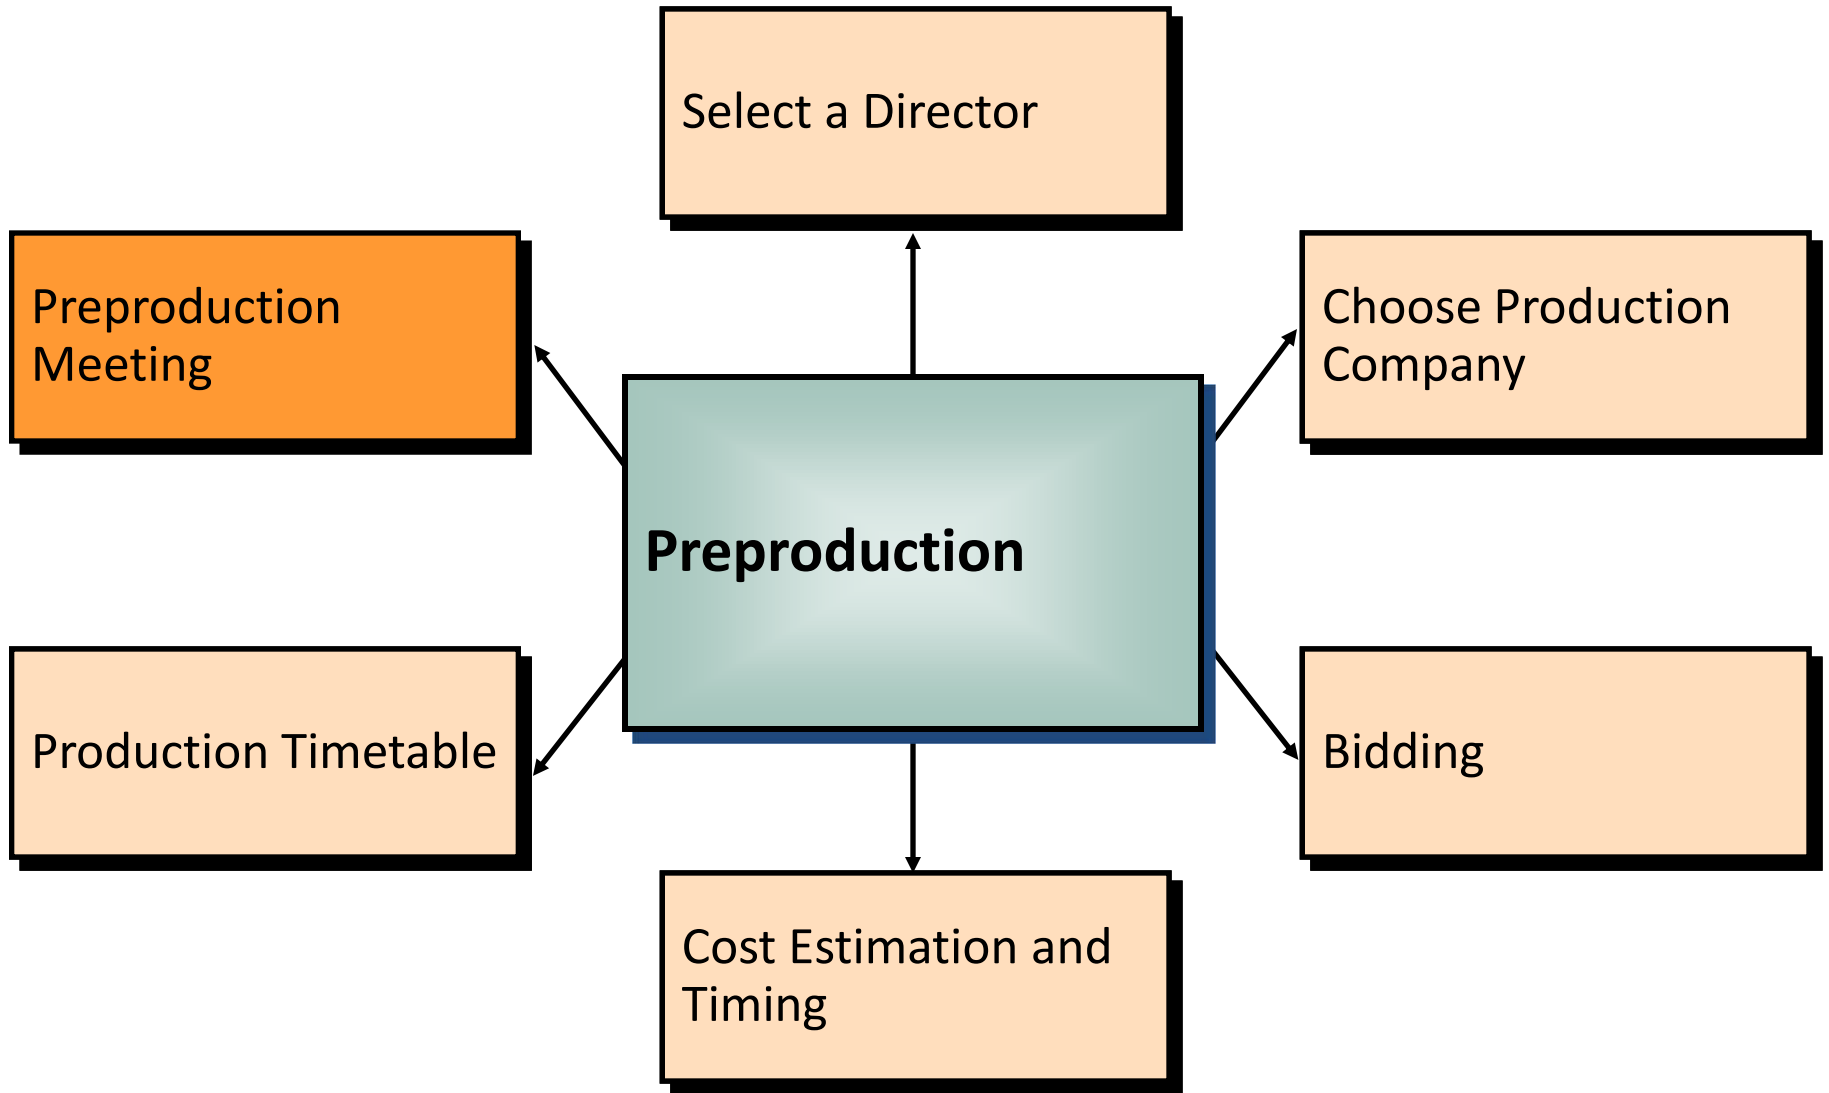 Select a Director
Preproduction
Meeting
Choose Production
Company
Preproduction
Production Timetable
Bidding
Cost Estimation and
Timing